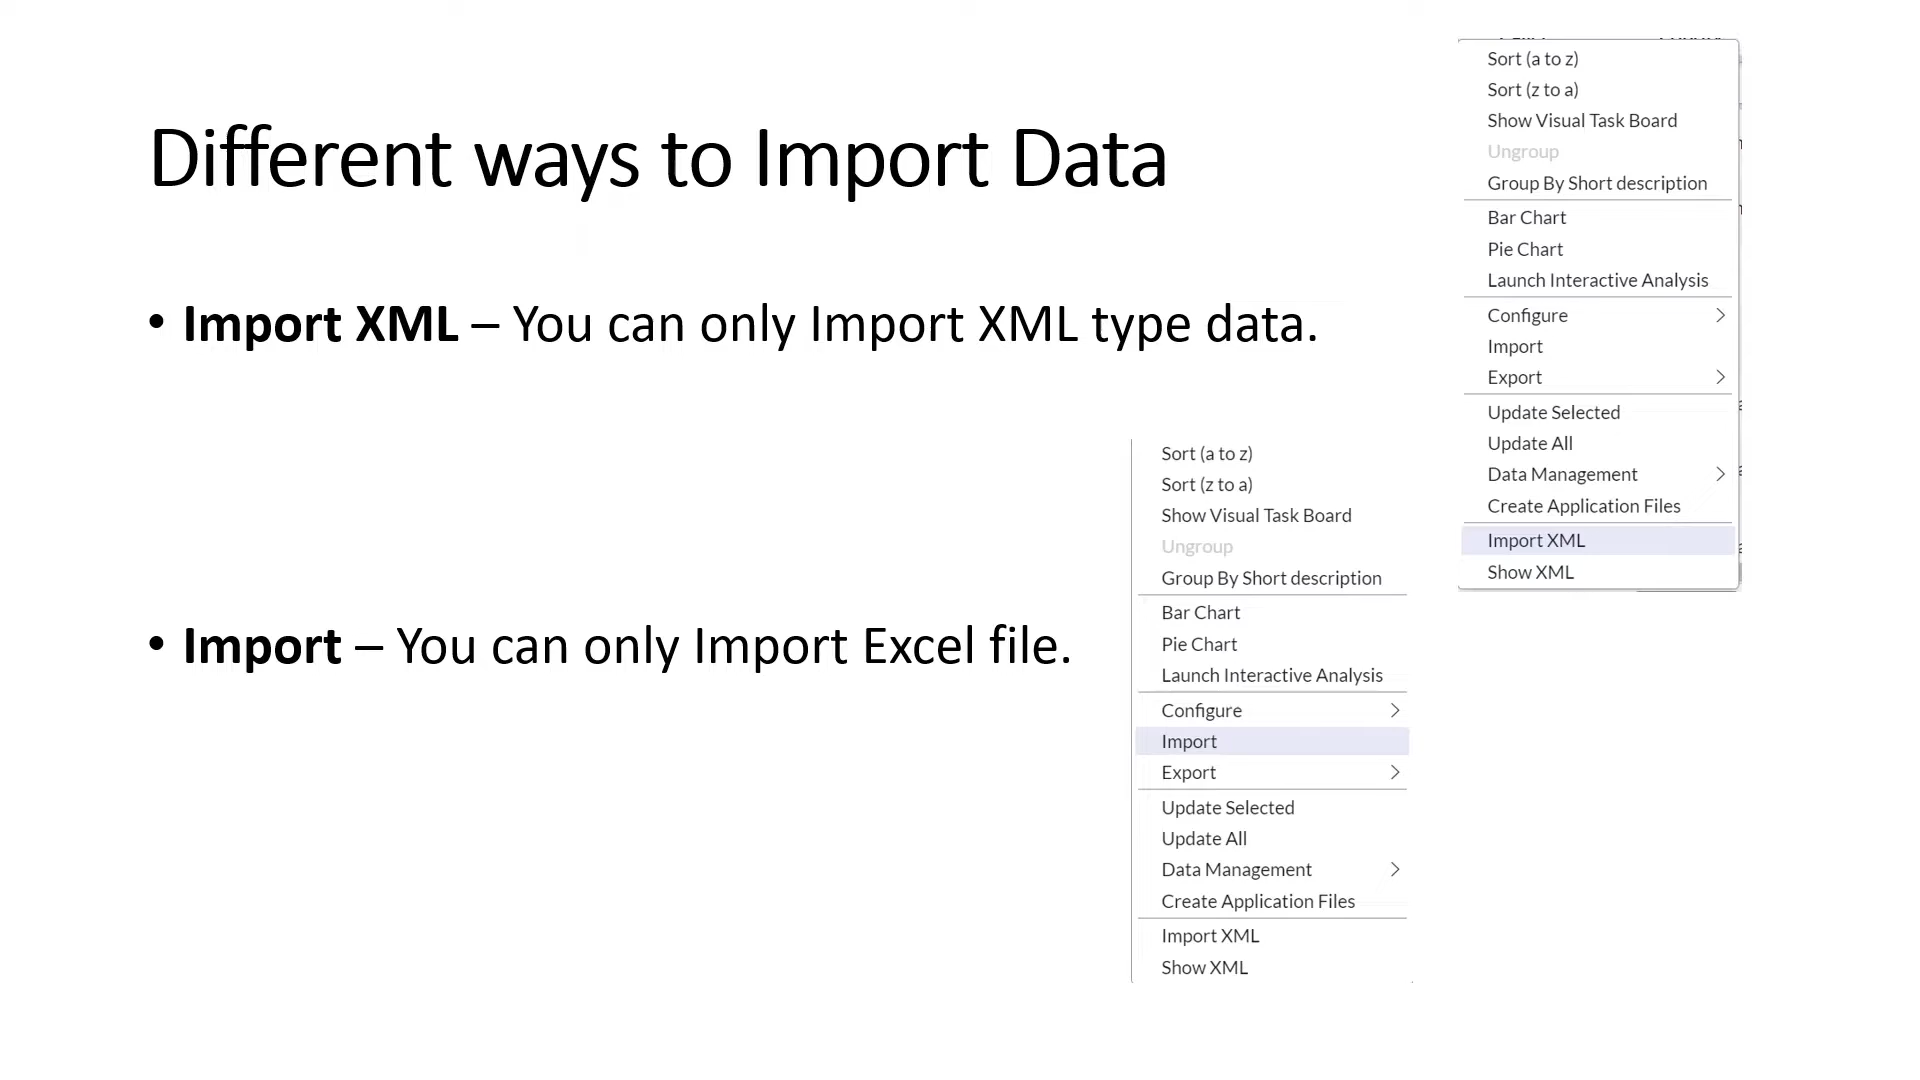 Different ways to Import Data
• Import XML – You can only Import XML type data.
• Import – You can only Import Excel file.
Sort (a to z)
Sort (z to a)
Show Visual Task Board
Ungroup
Group By Short description
Bar Chart
Pie Chart
Launch Interactive Analysis
Configure
Import
Export
Update Selected
Update All
Data Management
Create Application Files
Import XML
Show XML
Sort (a to z)
Sort (z to a)
Show Visual Task Board
Ungroup
Group By Short description
Bar Chart
Pie Chart
Launch Interactive Analysis
Configure
Import
Export
Update Selected
Update All
Data Management
Create Application Files
Import XML
Show XML